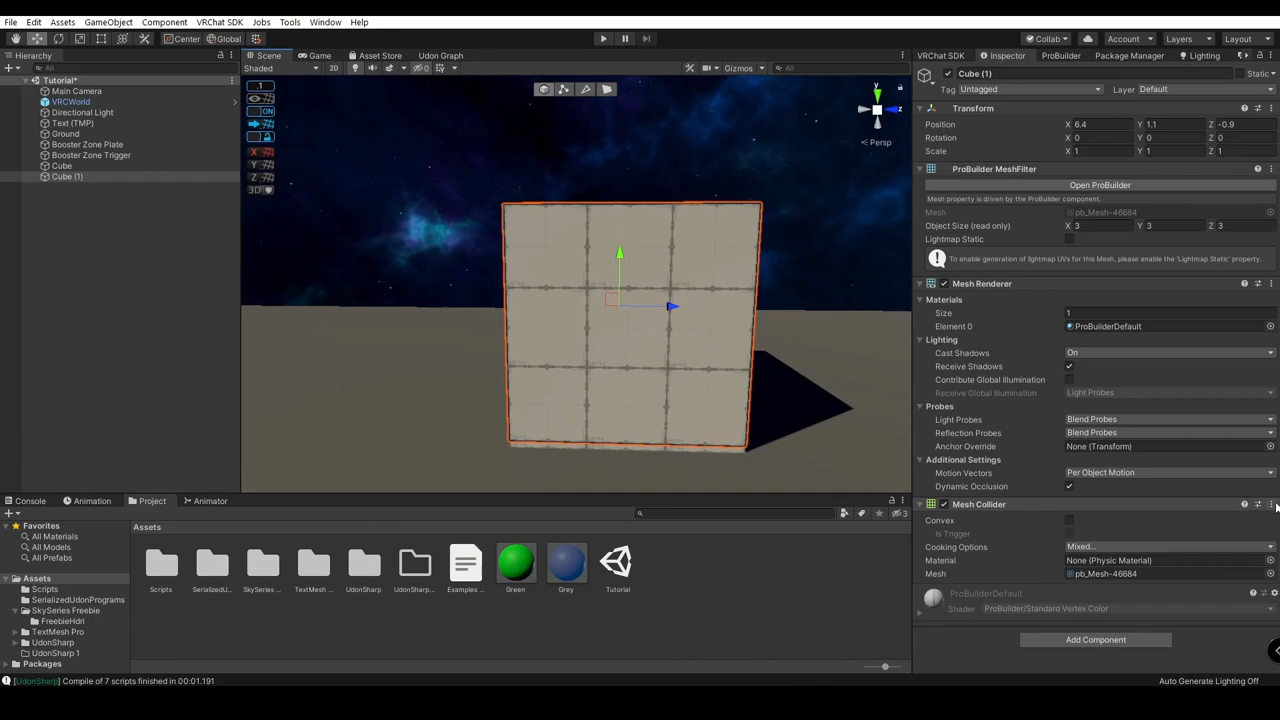 File Edit Assets GameObject Component VRChat SDK Jobs Tools Window Help
Center Global Collab Account Layers Layout
Hierarchy Scene Game Asset Store Udon Graph VRChat SDK Inspector ProBuilder Package Manager Lighting
All Shaded 2D 0 Gizmos All Cube (1) Static
Tutorial* Tag Untagged Layer Default
Main Camera
VRCWorld
Directional Light
Text (TMP)
Ground
Booster Zone Plate
Booster Zone Trigger
Cube
Cube (1)
.1
ON
X
Y
Z
3D
y
z
Persp
Transform
Position X 6.4 Y 1.1 Z -0.9
Rotation X 0 Y 0 Z 0
Scale X 1 Y 1 Z 1
ProBuilder MeshFilter
Open ProBuilder
Mesh property is driven by the ProBuilder component.
Mesh pb_Mesh-46684
Object Size (read only) X 3 Y 3 Z 3
Lightmap Static
To enable generation of lightmap UVs for this Mesh, please enable the 'Lightmap Static' property.
Mesh Renderer
Materials
Size 1
Element 0 ProBuilderDefault
Lighting
Cast Shadows On
Receive Shadows
Contribute Global Illumination
Receive Global Illumination Light Probes
Probes
Light Probes Blend Probes
Reflection Probes Blend Probes
Anchor Override None (Transform)
Additional Settings
Motion Vectors Per Object Motion
Dynamic Occlusion
Mesh Collider
Convex
Is Trigger
Cooking Options Mixed...
Material None (Physic Material)
Mesh pb_Mesh-46684
ProBuilderDefault
Shader ProBuilder/Standard Vertex Color
Add Component
Console Animation Project Animator
3
Favorites
All Materials
All Models
All Prefabs
Assets
Scripts
SerializedUdonPrograms
SkySeries Freebie
FreebieHdri
TextMesh Pro
UdonSharp
UdonSharp 1
Packages
Assets
Scripts SerializedU... SkySeries ... TextMesh ... UdonSharp UdonSharp... Examples ... Green Grey Tutorial
[UdonSharp] Compile of 7 scripts finished in 00:01.191
Auto Generate Lighting Off